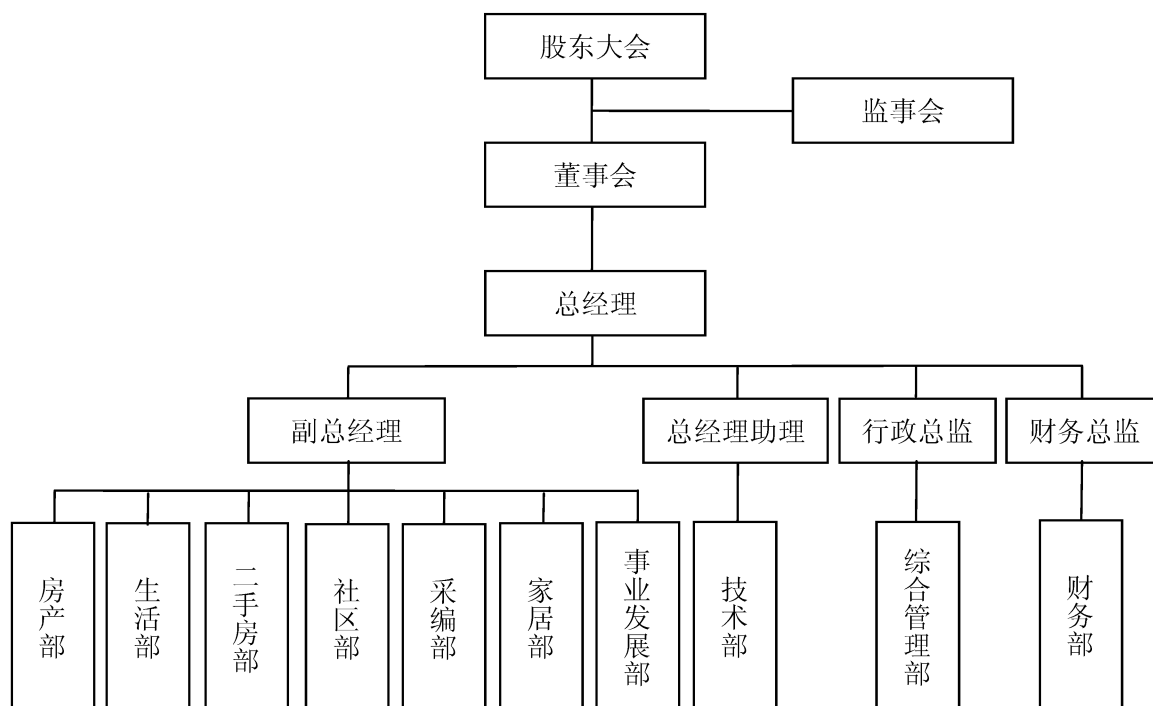 股东大会
监事会
董事会
总经理
副总经理
总经理助理
行政总监
财务总监
房产部
生活部
二手房部
社区部
采编部
家居部
事业发展部
技术部
综合管理部
财务部